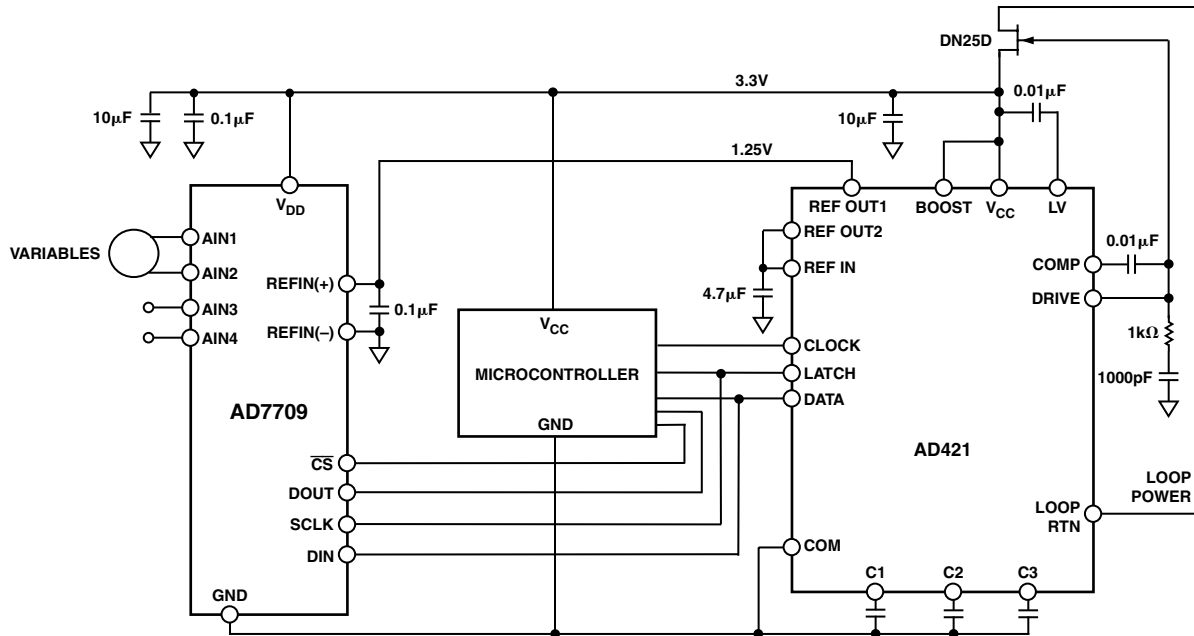 DN25D
3.3V
0.01µF
10µF
0.1µF
10µF
1.25V
VDD
REF OUT1
BOOST
VCC
LV
VARIABLES
AIN1
AIN2
AIN3
AIN4
REFIN(+)
REFIN(–)
0.1µF
REF OUT2
REF IN
4.7µF
COMP
0.01µF
DRIVE
1kΩ
1000pF
VCC
MICROCONTROLLER
GND
CLOCK
LATCH
DATA
AD7709
AD421
CS
DOUT
SCLK
DIN
GND
LOOP
POWER
LOOP
RTN
COM
C1
C2
C3